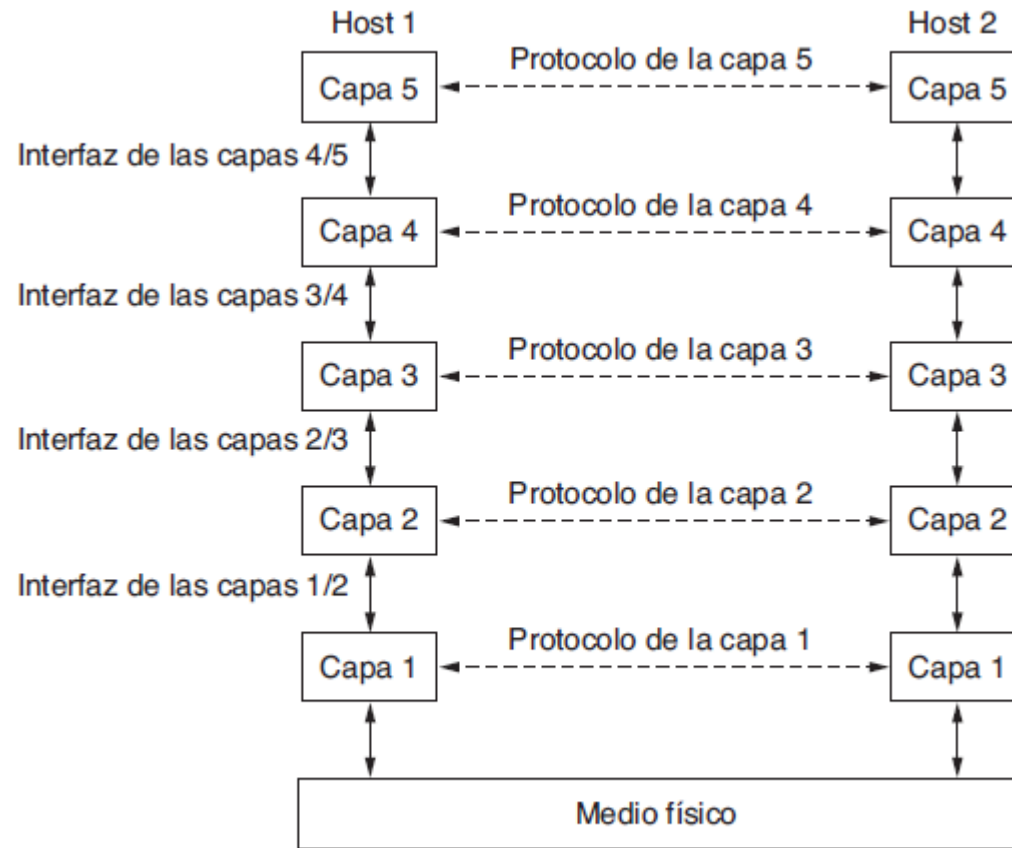 Host 1
Host 2
Protocolo de la capa 5
Capa 5
Capa 5
Interfaz de las capas 4/5
Protocolo de la capa 4
Capa 4
Capa 4
Interfaz de las capas 3/4
Protocolo de la capa 3
Capa 3
Capa 3
Interfaz de las capas 2/3
Protocolo de la capa 2
Capa 2
Capa 2
Interfaz de las capas 1/2
Protocolo de la capa 1
Capa 1
Capa 1
Medio físico